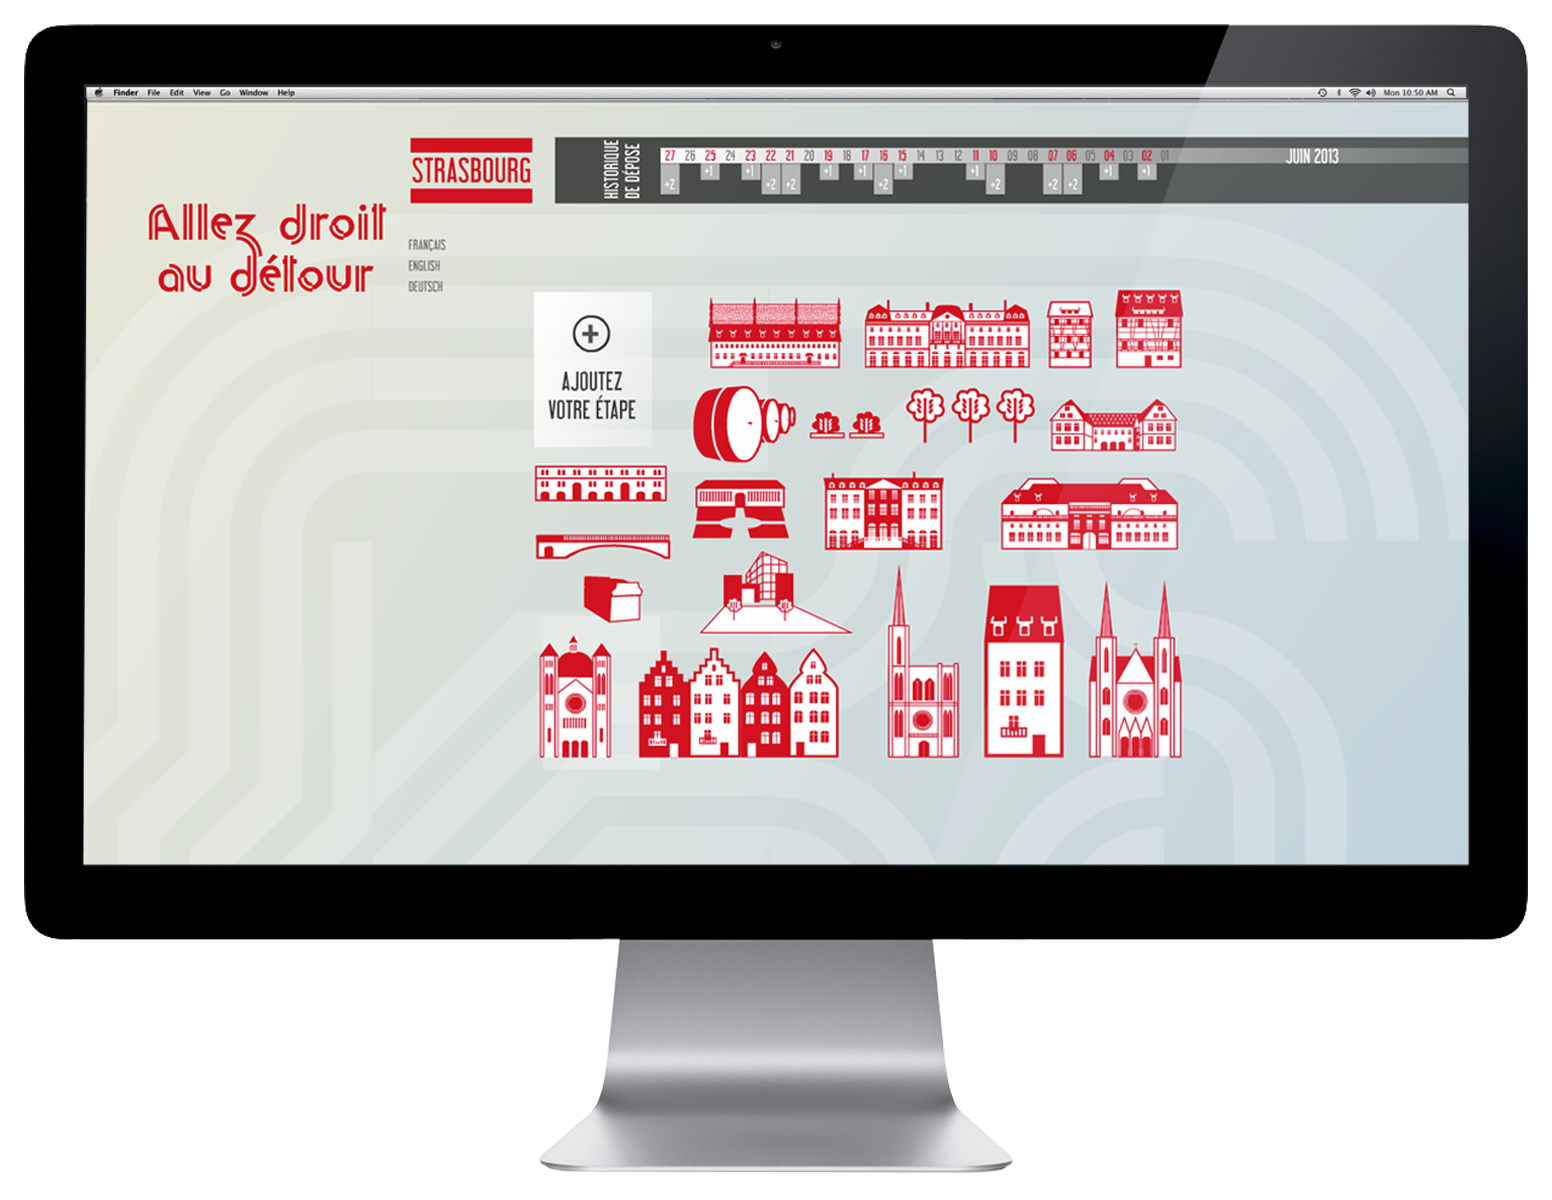 Finder File Edit View Go Window Help
Mon 10:50 AM
STRASBOURG
HISTORIQUE
DE DÉPOSE
27 26 25 24 23 22 21 20 19 18 17 16 15 14 13 12 11 10 09 08 07 06 05 04 03 02 01
+1 +1 +1 +1 +1 +1 +1 +1
+2 +2 +2 +2 +2 +2 +2
JUIN 2013
Allez droit
au détour
FRANÇAIS
ENGLISH
DEUTSCH
AJOUTEZ
VOTRE ÉTAPE